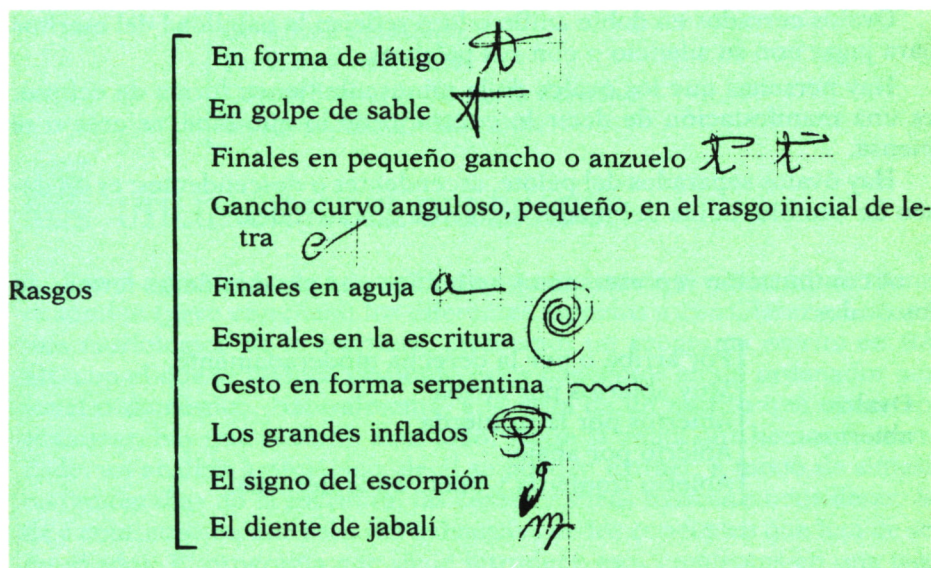 En forma de látigo t
En golpe de sable t
Finales en pequeño gancho o anzuelo t t
Gancho curvo anguloso, pequeño, en el rasgo inicial de le-
tra e
Rasgos
Finales en aguja a
Espirales en la escritura
Gesto en forma serpentina
Los grandes inflados g
El signo del escorpión g
El diente de jabalí m